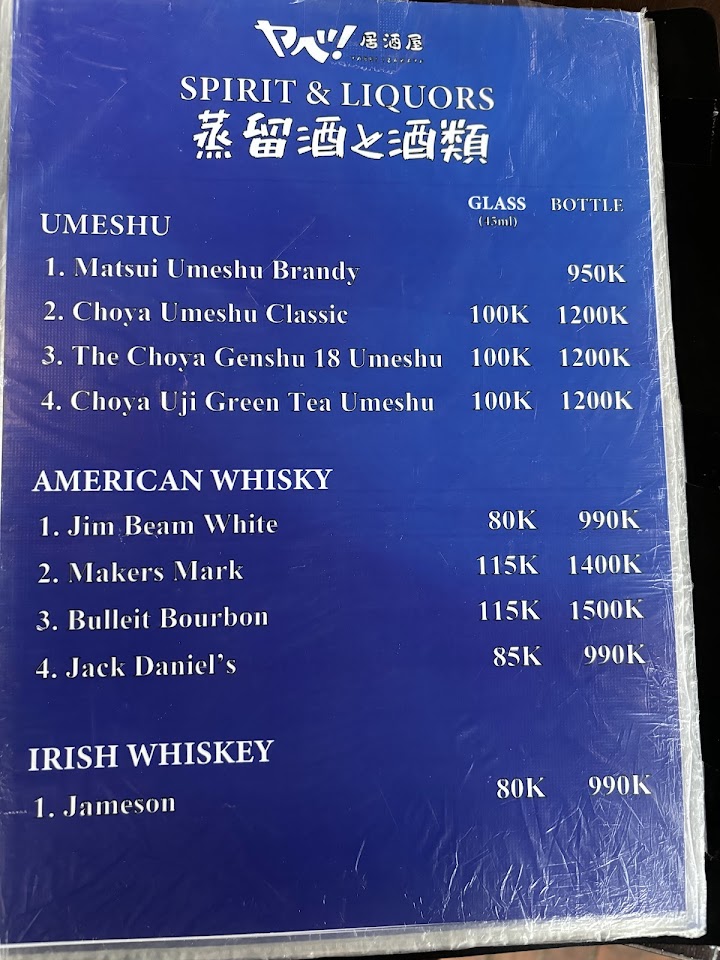 ヤベッ! 居酒屋
SPIRIT & LIQUORS
蒸留酒と酒類
GLASS BOTTLE
(45ml)
UMESHU
1. Matsui Umeshu Brandy 950K
2. Choya Umeshu Classic 100K 1200K
3. The Choya Genshu 18 Umeshu 100K 1200K
4. Choya Uji Green Tea Umeshu 100K 1200K
AMERICAN WHISKY
1. Jim Beam White 80K 990K
2. Makers Mark 115K 1400K
3. Bulleit Bourbon 115K 1500K
4. Jack Daniel's 85K 990K
IRISH WHISKEY
1. Jameson 80K 990K